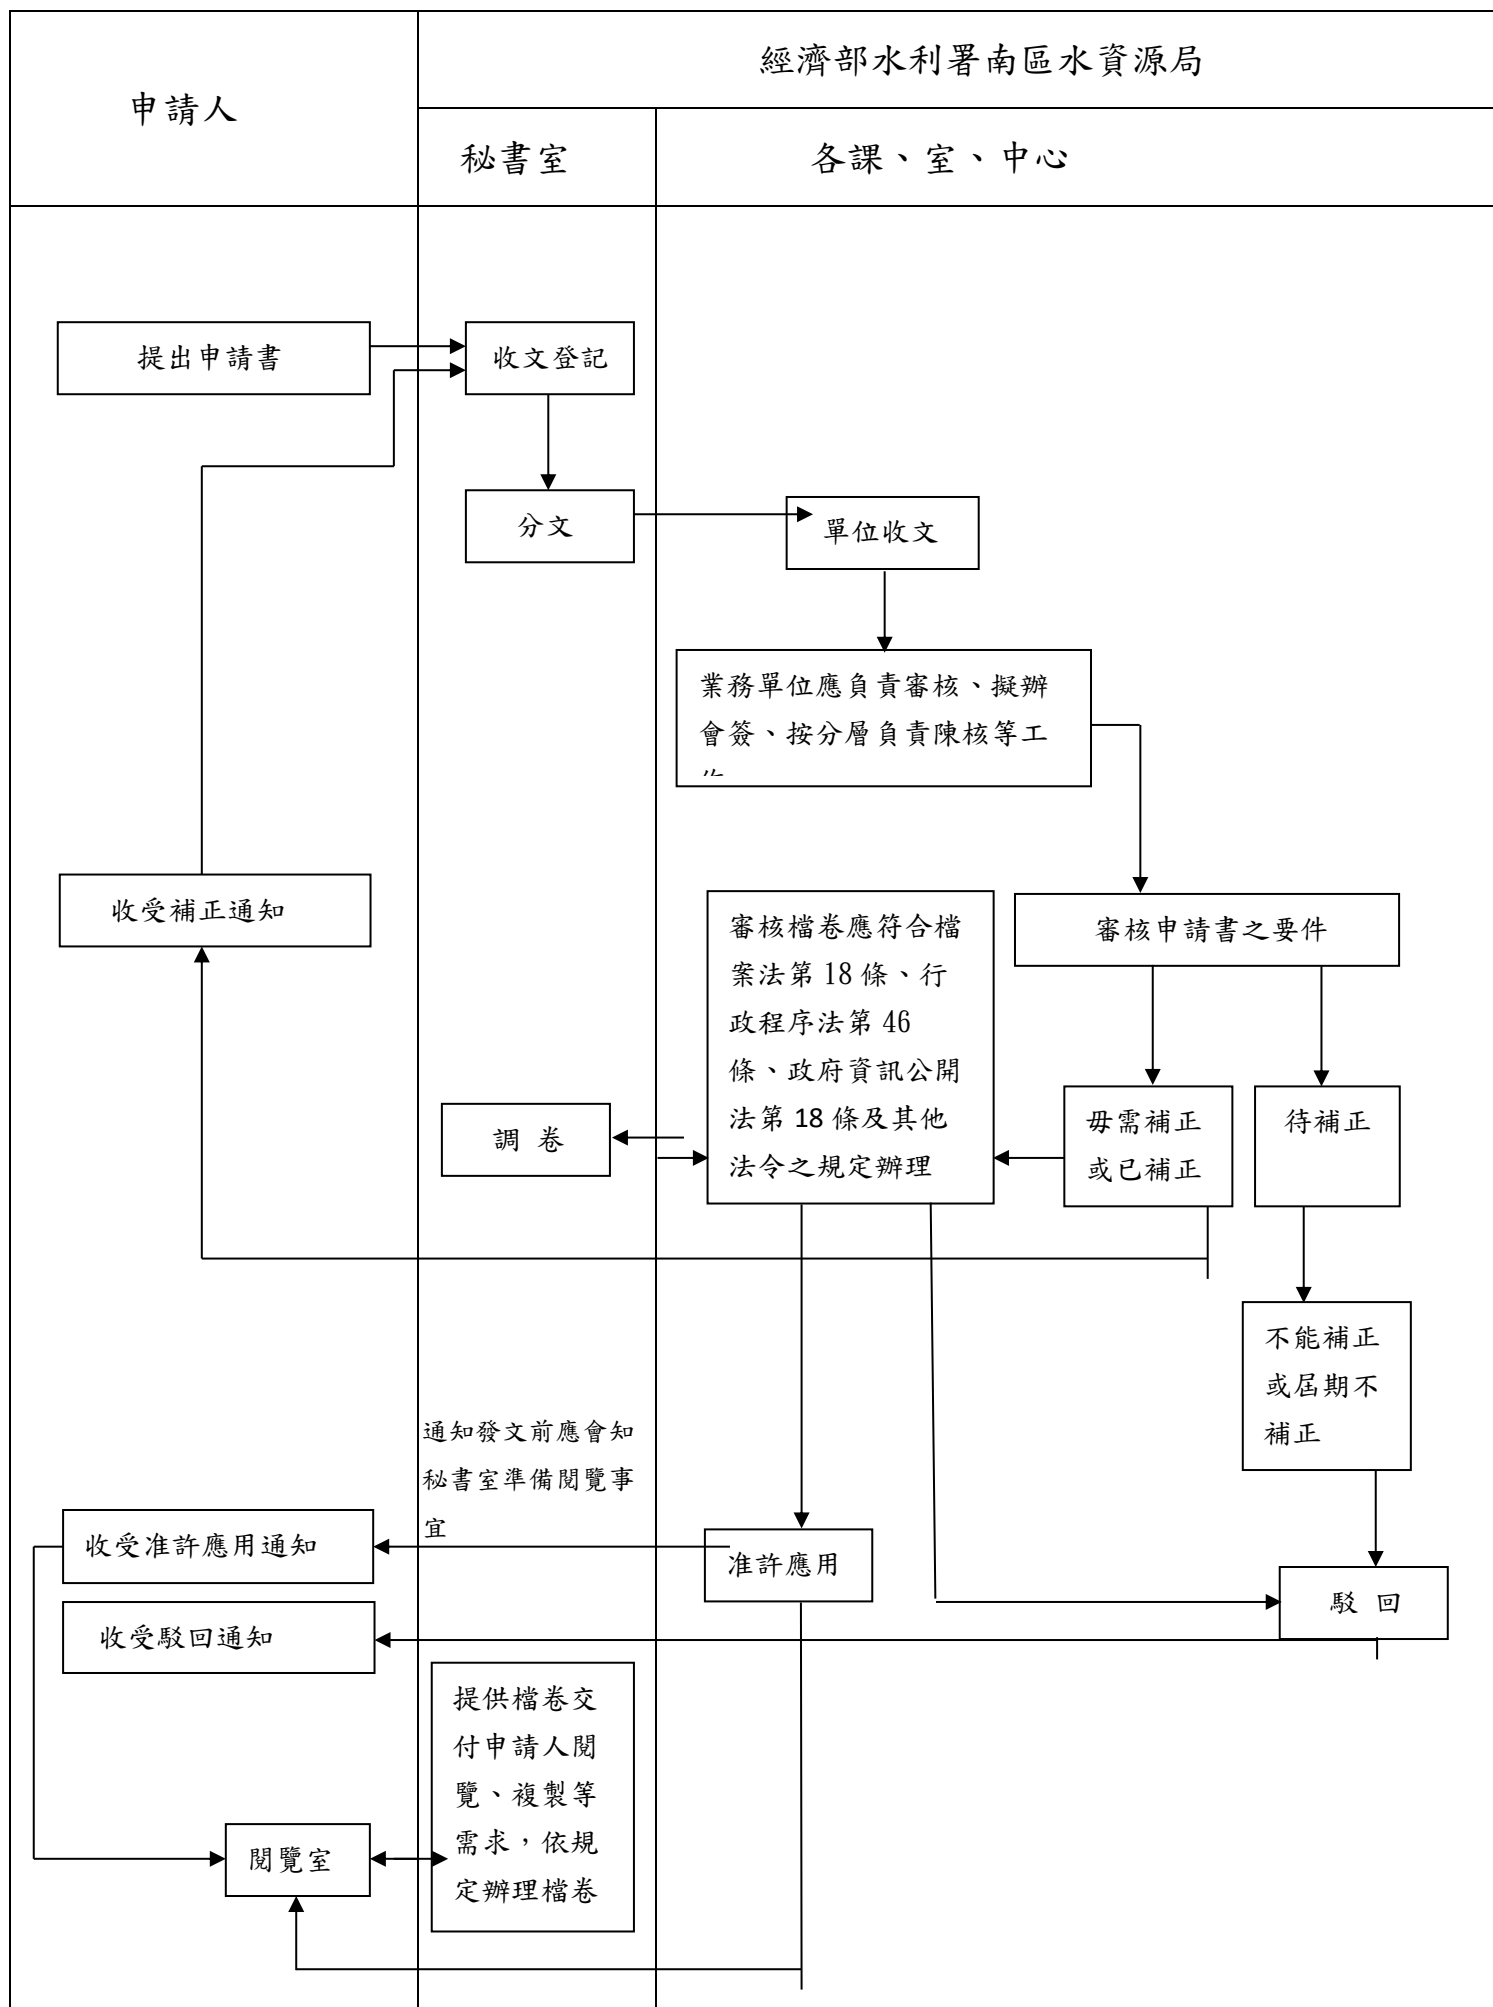 申請人
經濟部水利署南區水資源局
秘書室
各課、室、中心
提出申請書
收文登記
分文
單位收文
業務單位應負責審核、擬辦
會簽、按分層負責陳核等工
收受補正通知
審核檔卷應符合檔
案法第 18 條、行
政程序法第 46
條、政府資訊公開
法第 18 條及其他
法令之規定辦理
審核申請書之要件
調 卷
毋需補正
或已補正
待補正
不能補正
或屆期不
補正
通知發文前應會知
秘書室準備閱覽事
宜
收受准許應用通知
准許應用
駁 回
收受駁回通知
提供檔卷交
付申請人閱
覽、複製等
需求，依規
定辦理檔卷
閱覽室